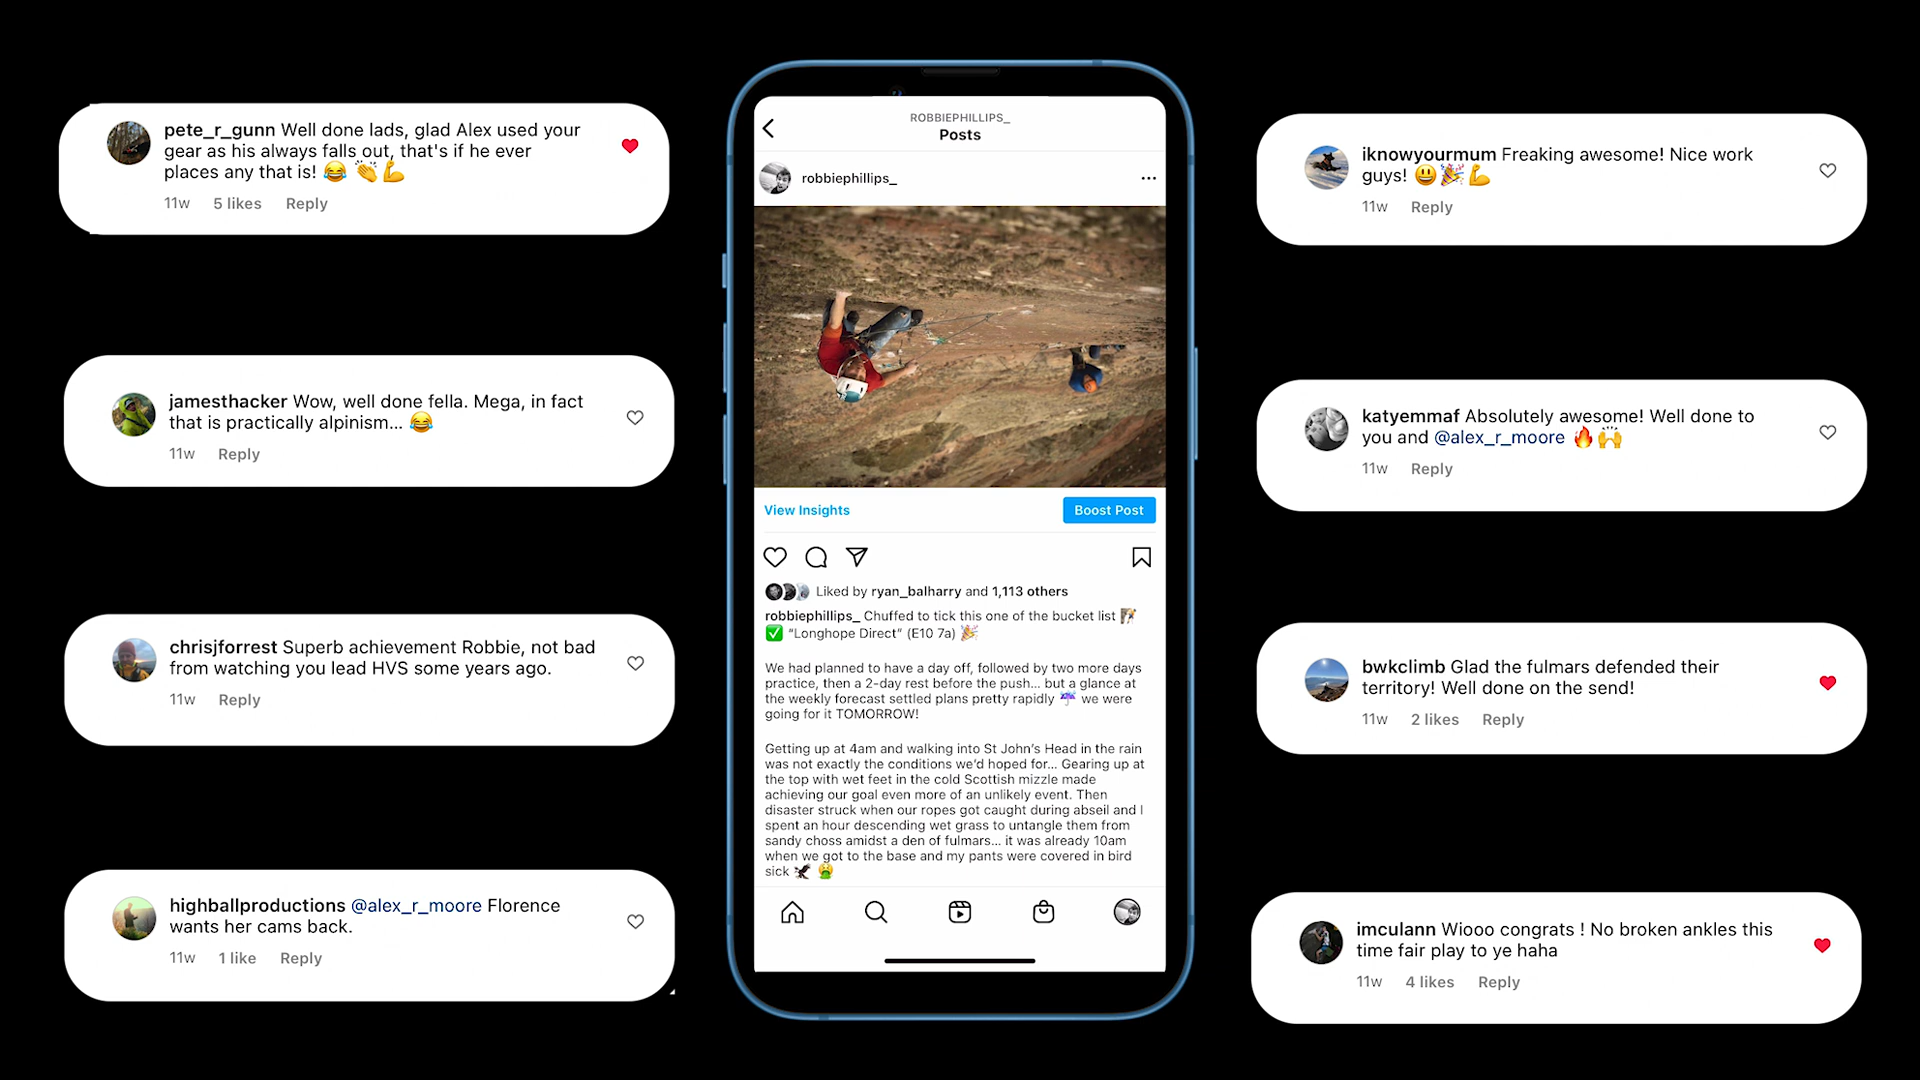 pete_r_gunn Well done lads, glad Alex used your
gear as his always falls out, that's if he ever
places any that is! 😂 👏💪
11w 5 likes Reply
jamesthacker Wow, well done fella. Mega, in fact
that is practically alpinism... 😂
11w Reply
chrisjforrest Superb achievement Robbie, not bad
from watching you lead HVS some years ago.
11w Reply
highballproductions @alex_r_moore Florence
wants her cams back.
11w 1 like Reply
ROBBIEPHILLIPS_
Posts
robbiephillips_
View Insights
Boost Post
Liked by ryan_balharry and 1,113 others
robbiephillips_ Chuffed to tick this one of the bucket list 🧗
✅ “Longhope Direct” (E10 7a) 🎉
We had planned to have a day off, followed by two more days
practice, then a 2-day rest before the push... but a glance at
the weekly forecast settled plans pretty rapidly ☔ we were
going for it TOMORROW!
Getting up at 4am and walking into St John's Head in the rain
was not exactly the conditions we'd hoped for... Gearing up at
the top with wet feet in the cold Scottish mizzle made
achieving our goal even more of an unlikely event. Then
disaster struck when our ropes got caught during abseil and I
spent an hour descending wet grass to untangle them from
sandy choss amidst a den of fulmars... it was already 10am
when we got to the base and my pants were covered in bird
sick 🦅 🤮
iknowyourmum Freaking awesome! Nice work
guys! 😃🎉💪
11w Reply
katyemmaf Absolutely awesome! Well done to
you and @alex_r_moore 🔥🙌
11w Reply
bwkclimb Glad the fulmars defended their
territory! Well done on the send!
11w 2 likes Reply
imculann Wiooo congrats ! No broken ankles this
time fair play to ye haha
11w 4 likes Reply